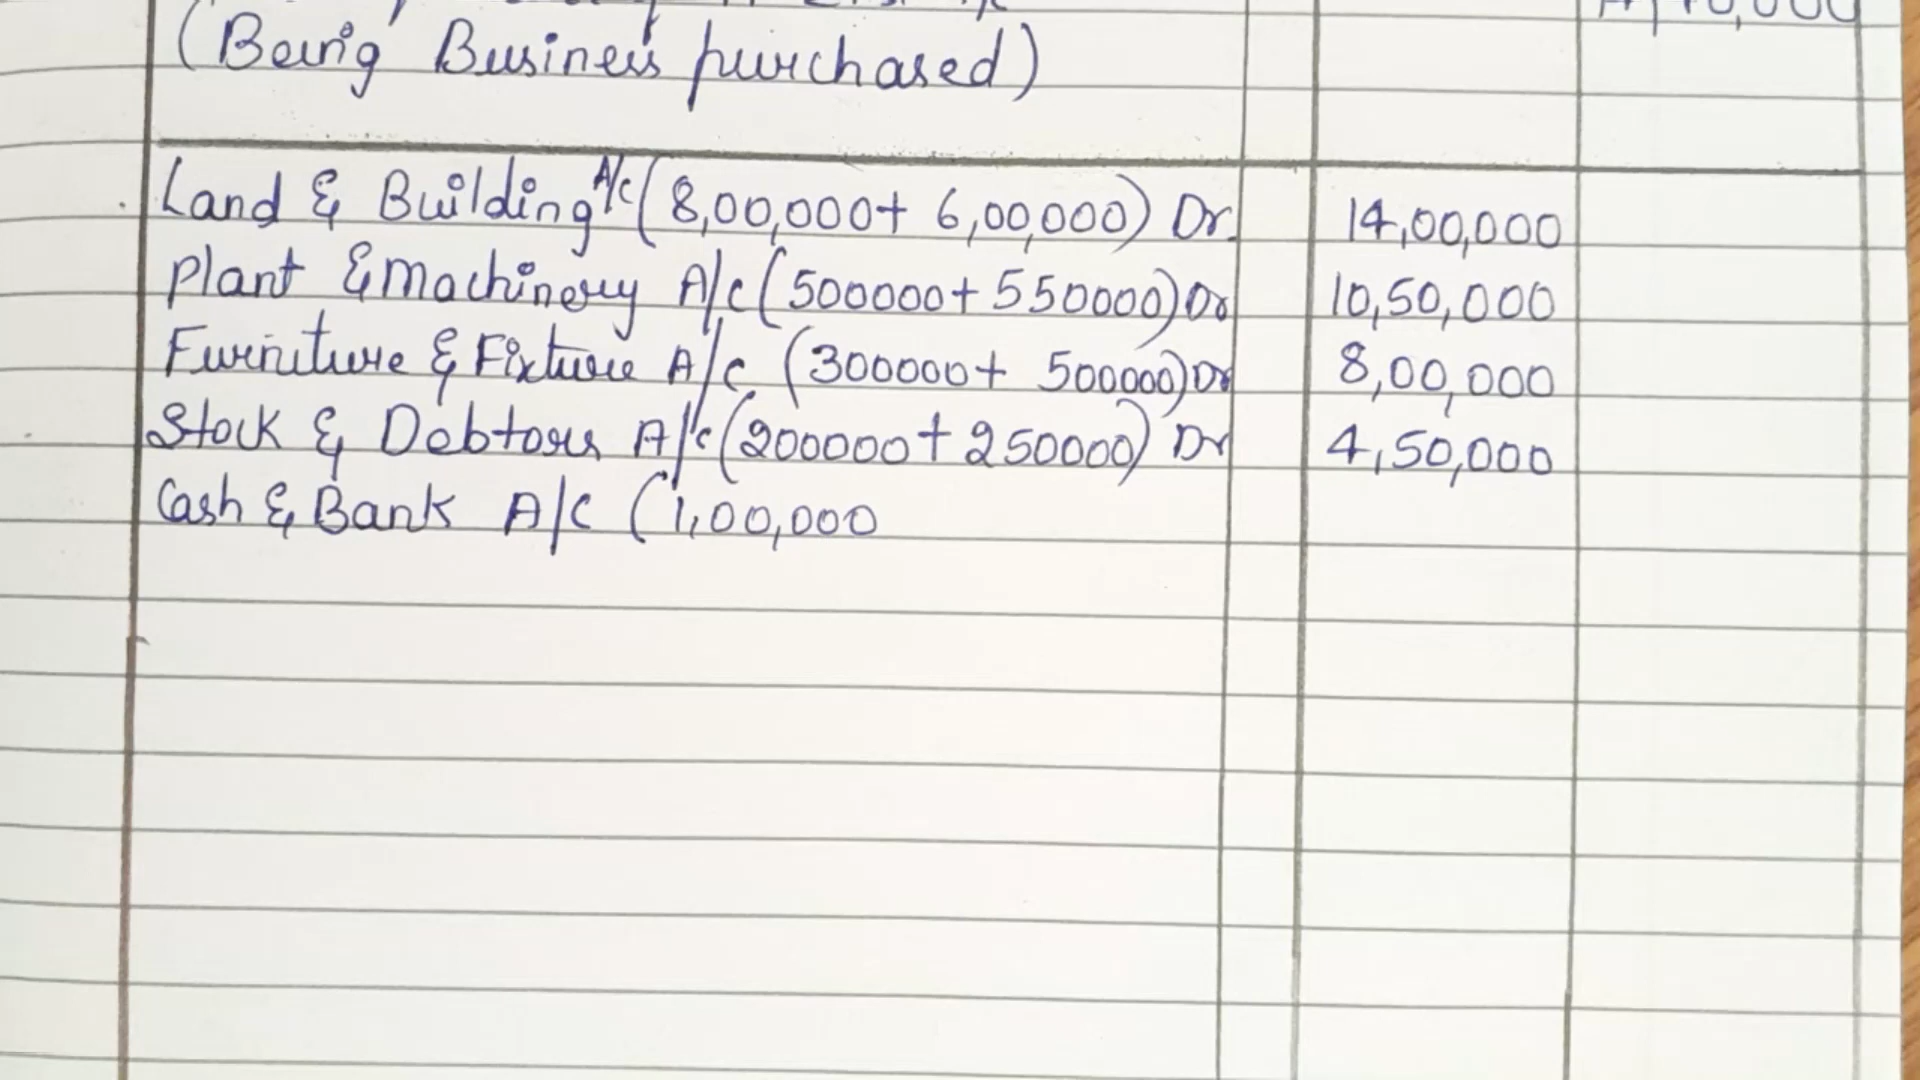 (Being Business purchased)
Land & Building A/c (8,00,000+ 6,00,000) Dr. 14,00,000
Plant & Machinery A/c (500000+ 550000) Dr 10,50,000
Furniture & Fixture A/c (300000+ 500000) Dr 8,00,000
Stock & Debtors A/c (200000+ 250000) Dr 4,50,000
Cash & Bank A/c (1,00,000